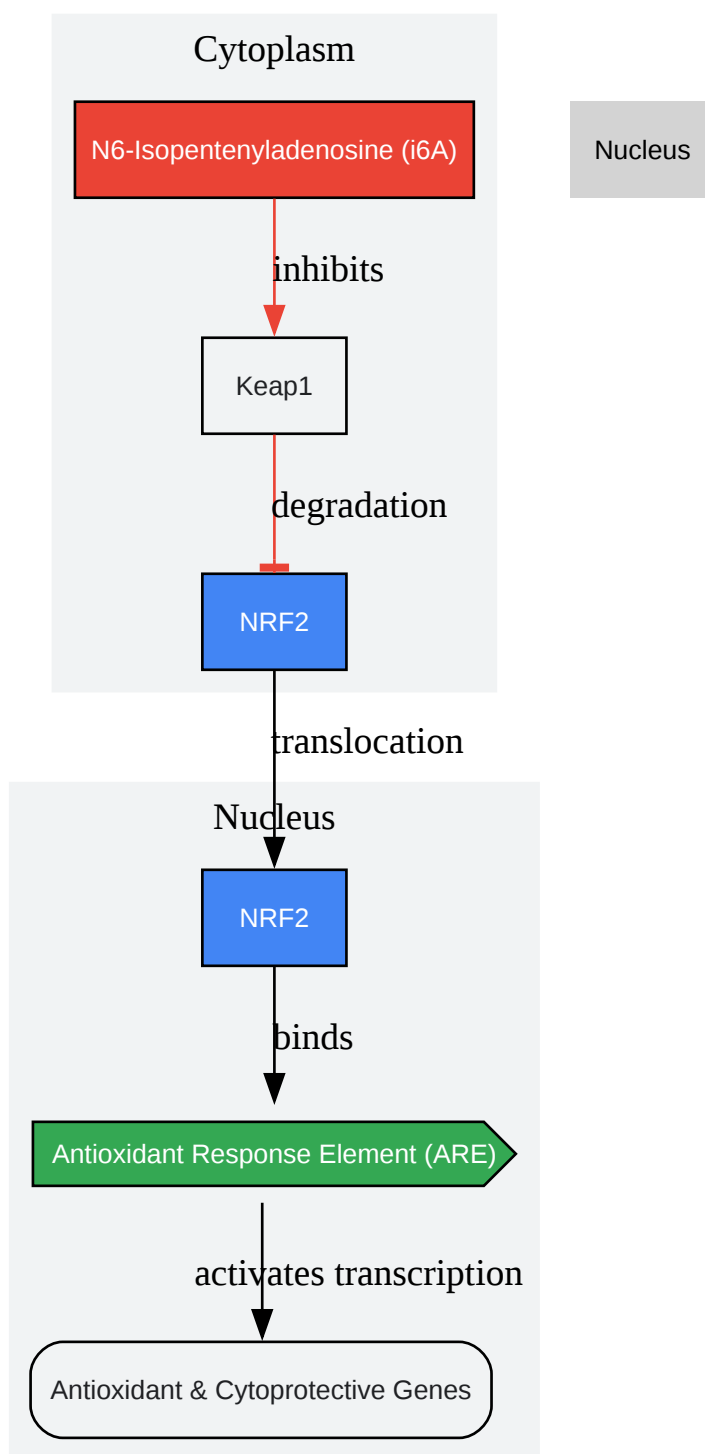 Cytoplasm
N6-Isopentenyladenosine (i6A)
Nucleus
inhibits
Keap1
degradation
NRF2
translocation
Nucleus
NRF2
binds
Antioxidant Response Element (ARE)
activates transcription
Antioxidant & Cytoprotective Genes